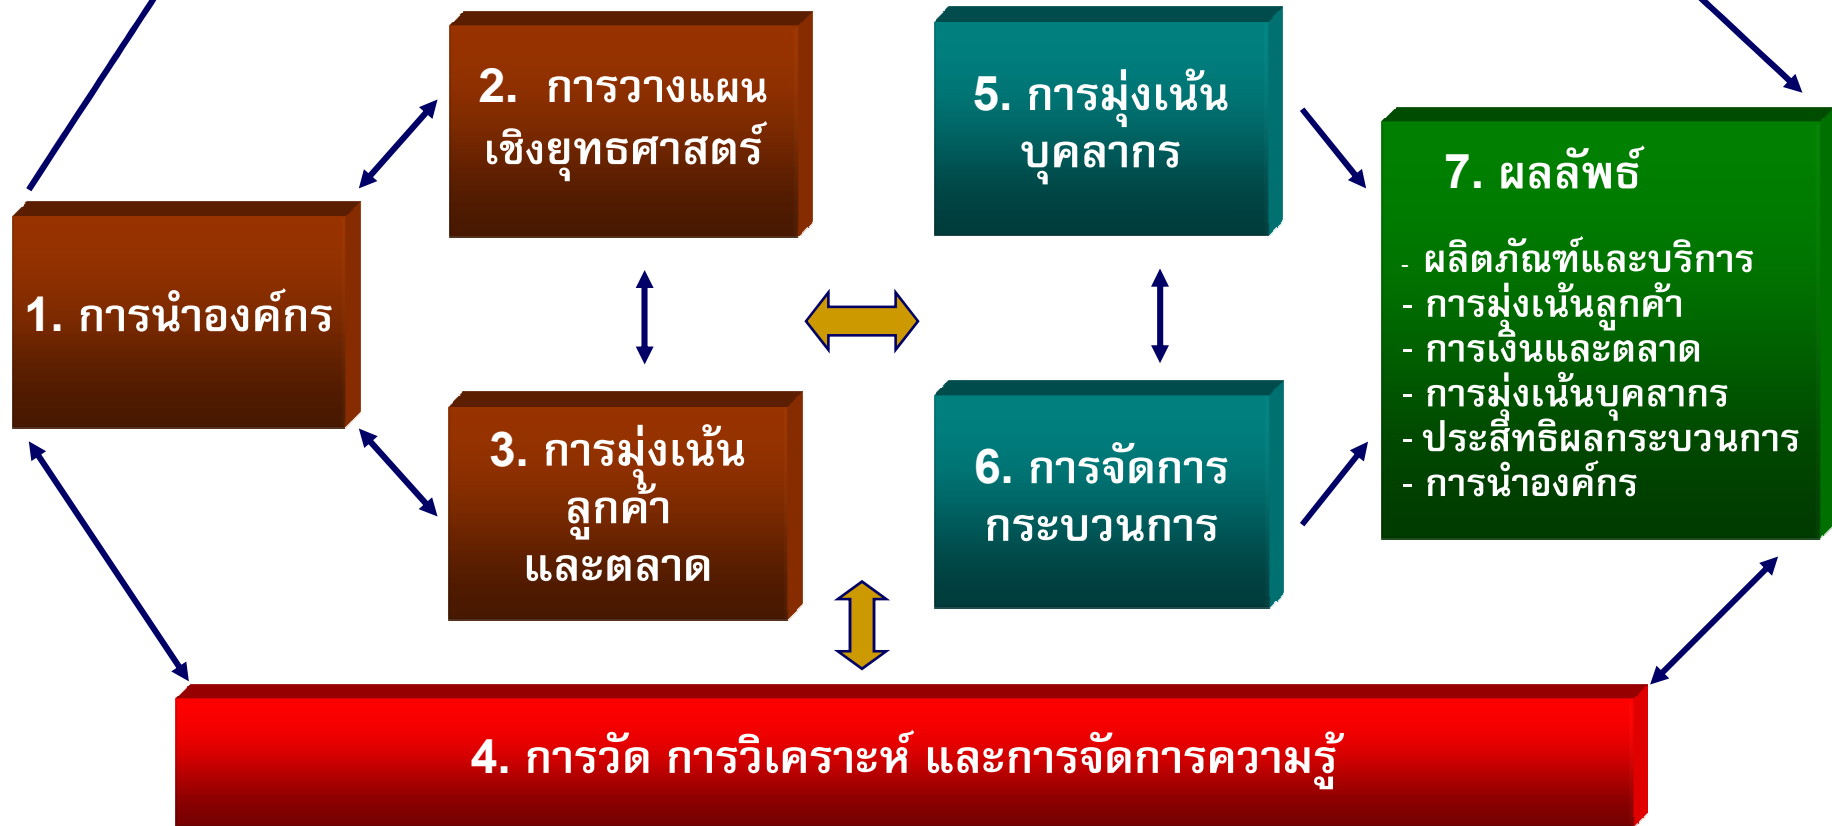 1. การนำองค์กร
2. การวางแผน
เชิงยุทธศาสตร์
3. การมุ่งเน้น
ลูกค้า
และตลาด
5. การมุ่งเน้น
บุคลากร
6. การจัดการ
กระบวนการ
7. ผลลัพธ์
- ผลิตภัณฑ์และบริการ
- การมุ่งเน้นลูกค้า
- การเงินและตลาด
- การมุ่งเน้นบุคลากร
- ประสิทธิผลกระบวนการ
- การนำองค์กร
4. การวัด การวิเคราะห์ และการจัดการความรู้